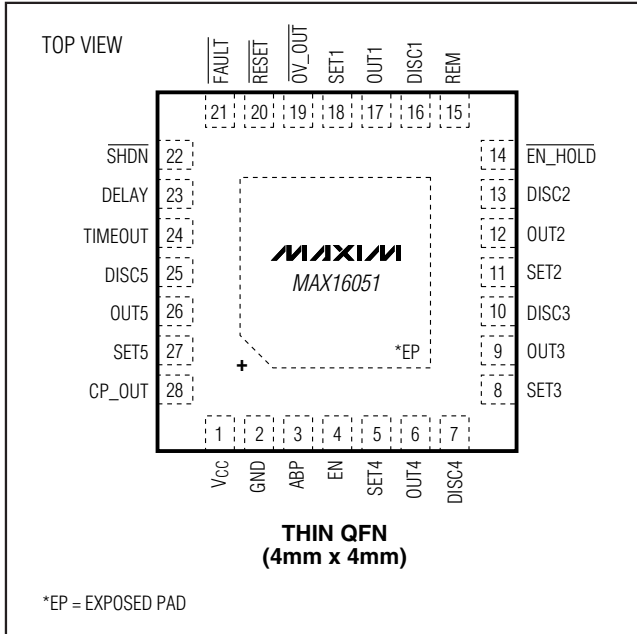 TOP VIEW
FAULT
RESET
OV_OUT
SET1
OUT1
DISC1
REM
21 20 19 18 17 16 15
SHDN 22
DELAY 23
TIMEOUT 24
DISC5 25
OUT5 26
SET5 27
CP_OUT 28
14 EN_HOLD
13 DISC2
12 OUT2
11 SET2
10 DISC3
9 OUT3
8 SET3
MAXIM
MAX16051
*EP
+
1 2 3 4 5 6 7
VCC
GND
ABP
EN
SET4
OUT4
DISC4
THIN QFN
(4mm x 4mm)
*EP = EXPOSED PAD